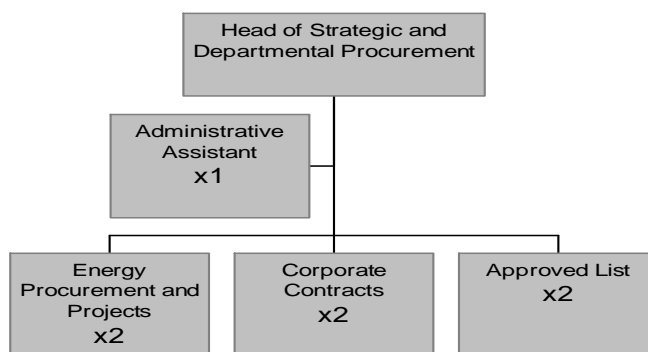 Head of Strategic and
Departmental Procurement
Administrative
Assistant
x1
Energy
Procurement and
Projects
x2
Corporate
Contracts
x2
Approved List
x2